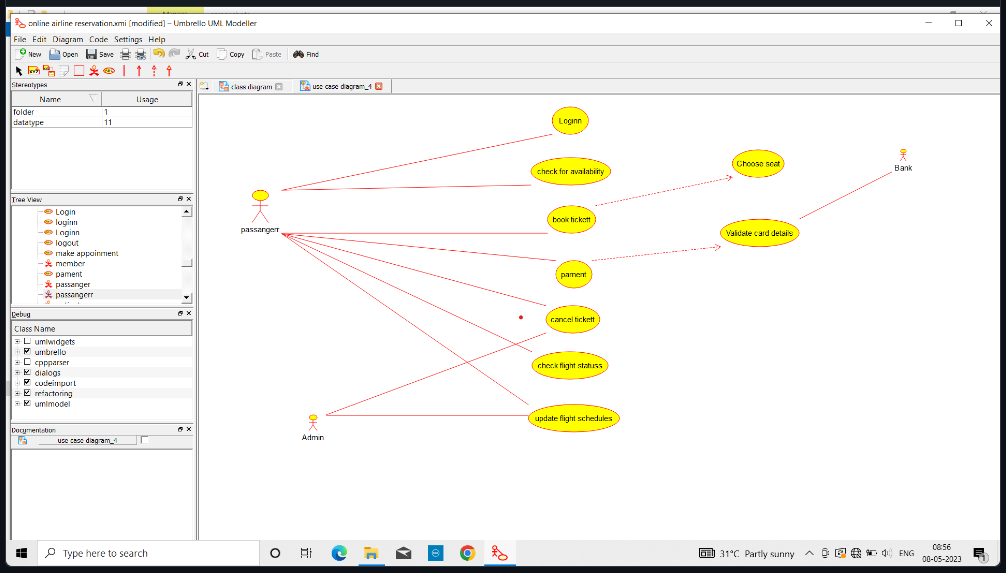 online airline reservation.xmi [modified] – Umbrello UML Modeller
File Edit Diagram Code Settings Help
New Open Save Cut Copy Paste Find
Stereotypes
class diagram use case diagram_4
Name Usage
folder 1
datatype 11
Tree View
Login
loginn
Loginn
logout
make appoinment
member
pament
passanger
passangerr
Debug
Class Name
umlwidgets
umbrello
cppparser
dialogs
codeimport
refactoring
umlmodel
Documentation
use case diagram_4
Loginn
check for availability
Choose seat
Bank
passangerr
book tickett
Validate card details
pament
cancel tickett
check flight statuss
update flight schedules
Admin
Type here to search
31°C Partly sunny
ENG
08:56
08-05-2023
1